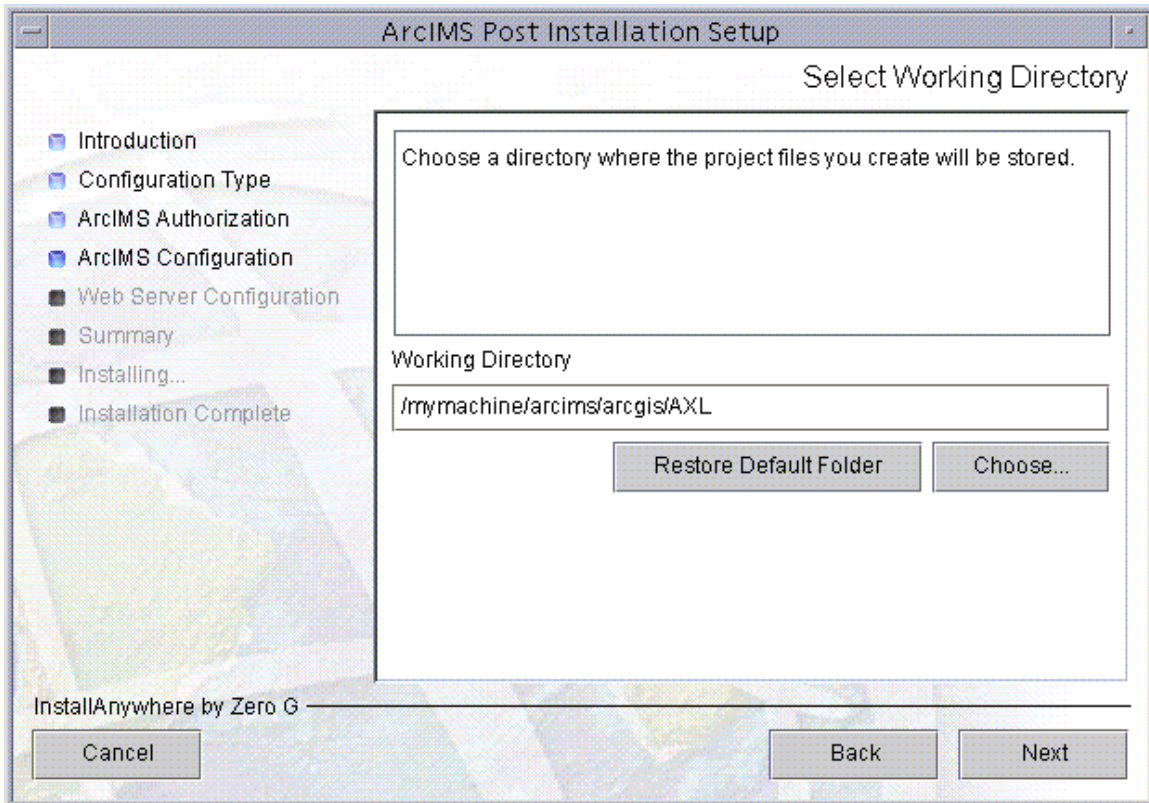 ArcIMS Post Installation Setup
Select Working Directory
Introduction
Configuration Type
ArcIMS Authorization
ArcIMS Configuration
Web Server Configuration
Summary
Installing...
Installation Complete
Choose a directory where the project files you create will be stored.
Working Directory
/mymachine/arcims/arcgis/AXL
Restore Default Folder
Choose...
InstallAnywhere by Zero G
Cancel
Back
Next